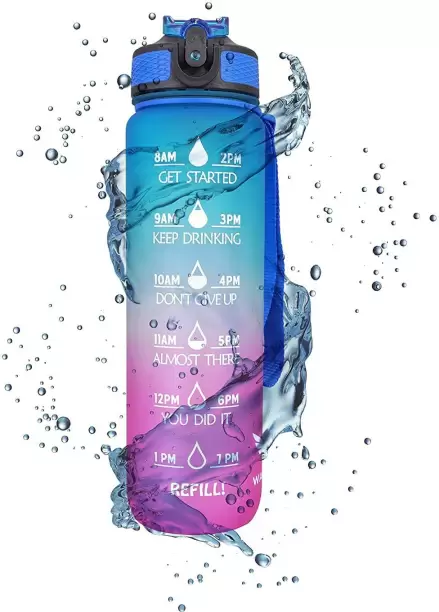 8AM 2PM
GET STARTED
9AM 3PM
KEEP DRINKING
10AM 4PM
DON'T GIVE UP
11AM 5PM
ALMOST THERE
12PM 6PM
YOU DID IT
1PM 7PM
REFILL!